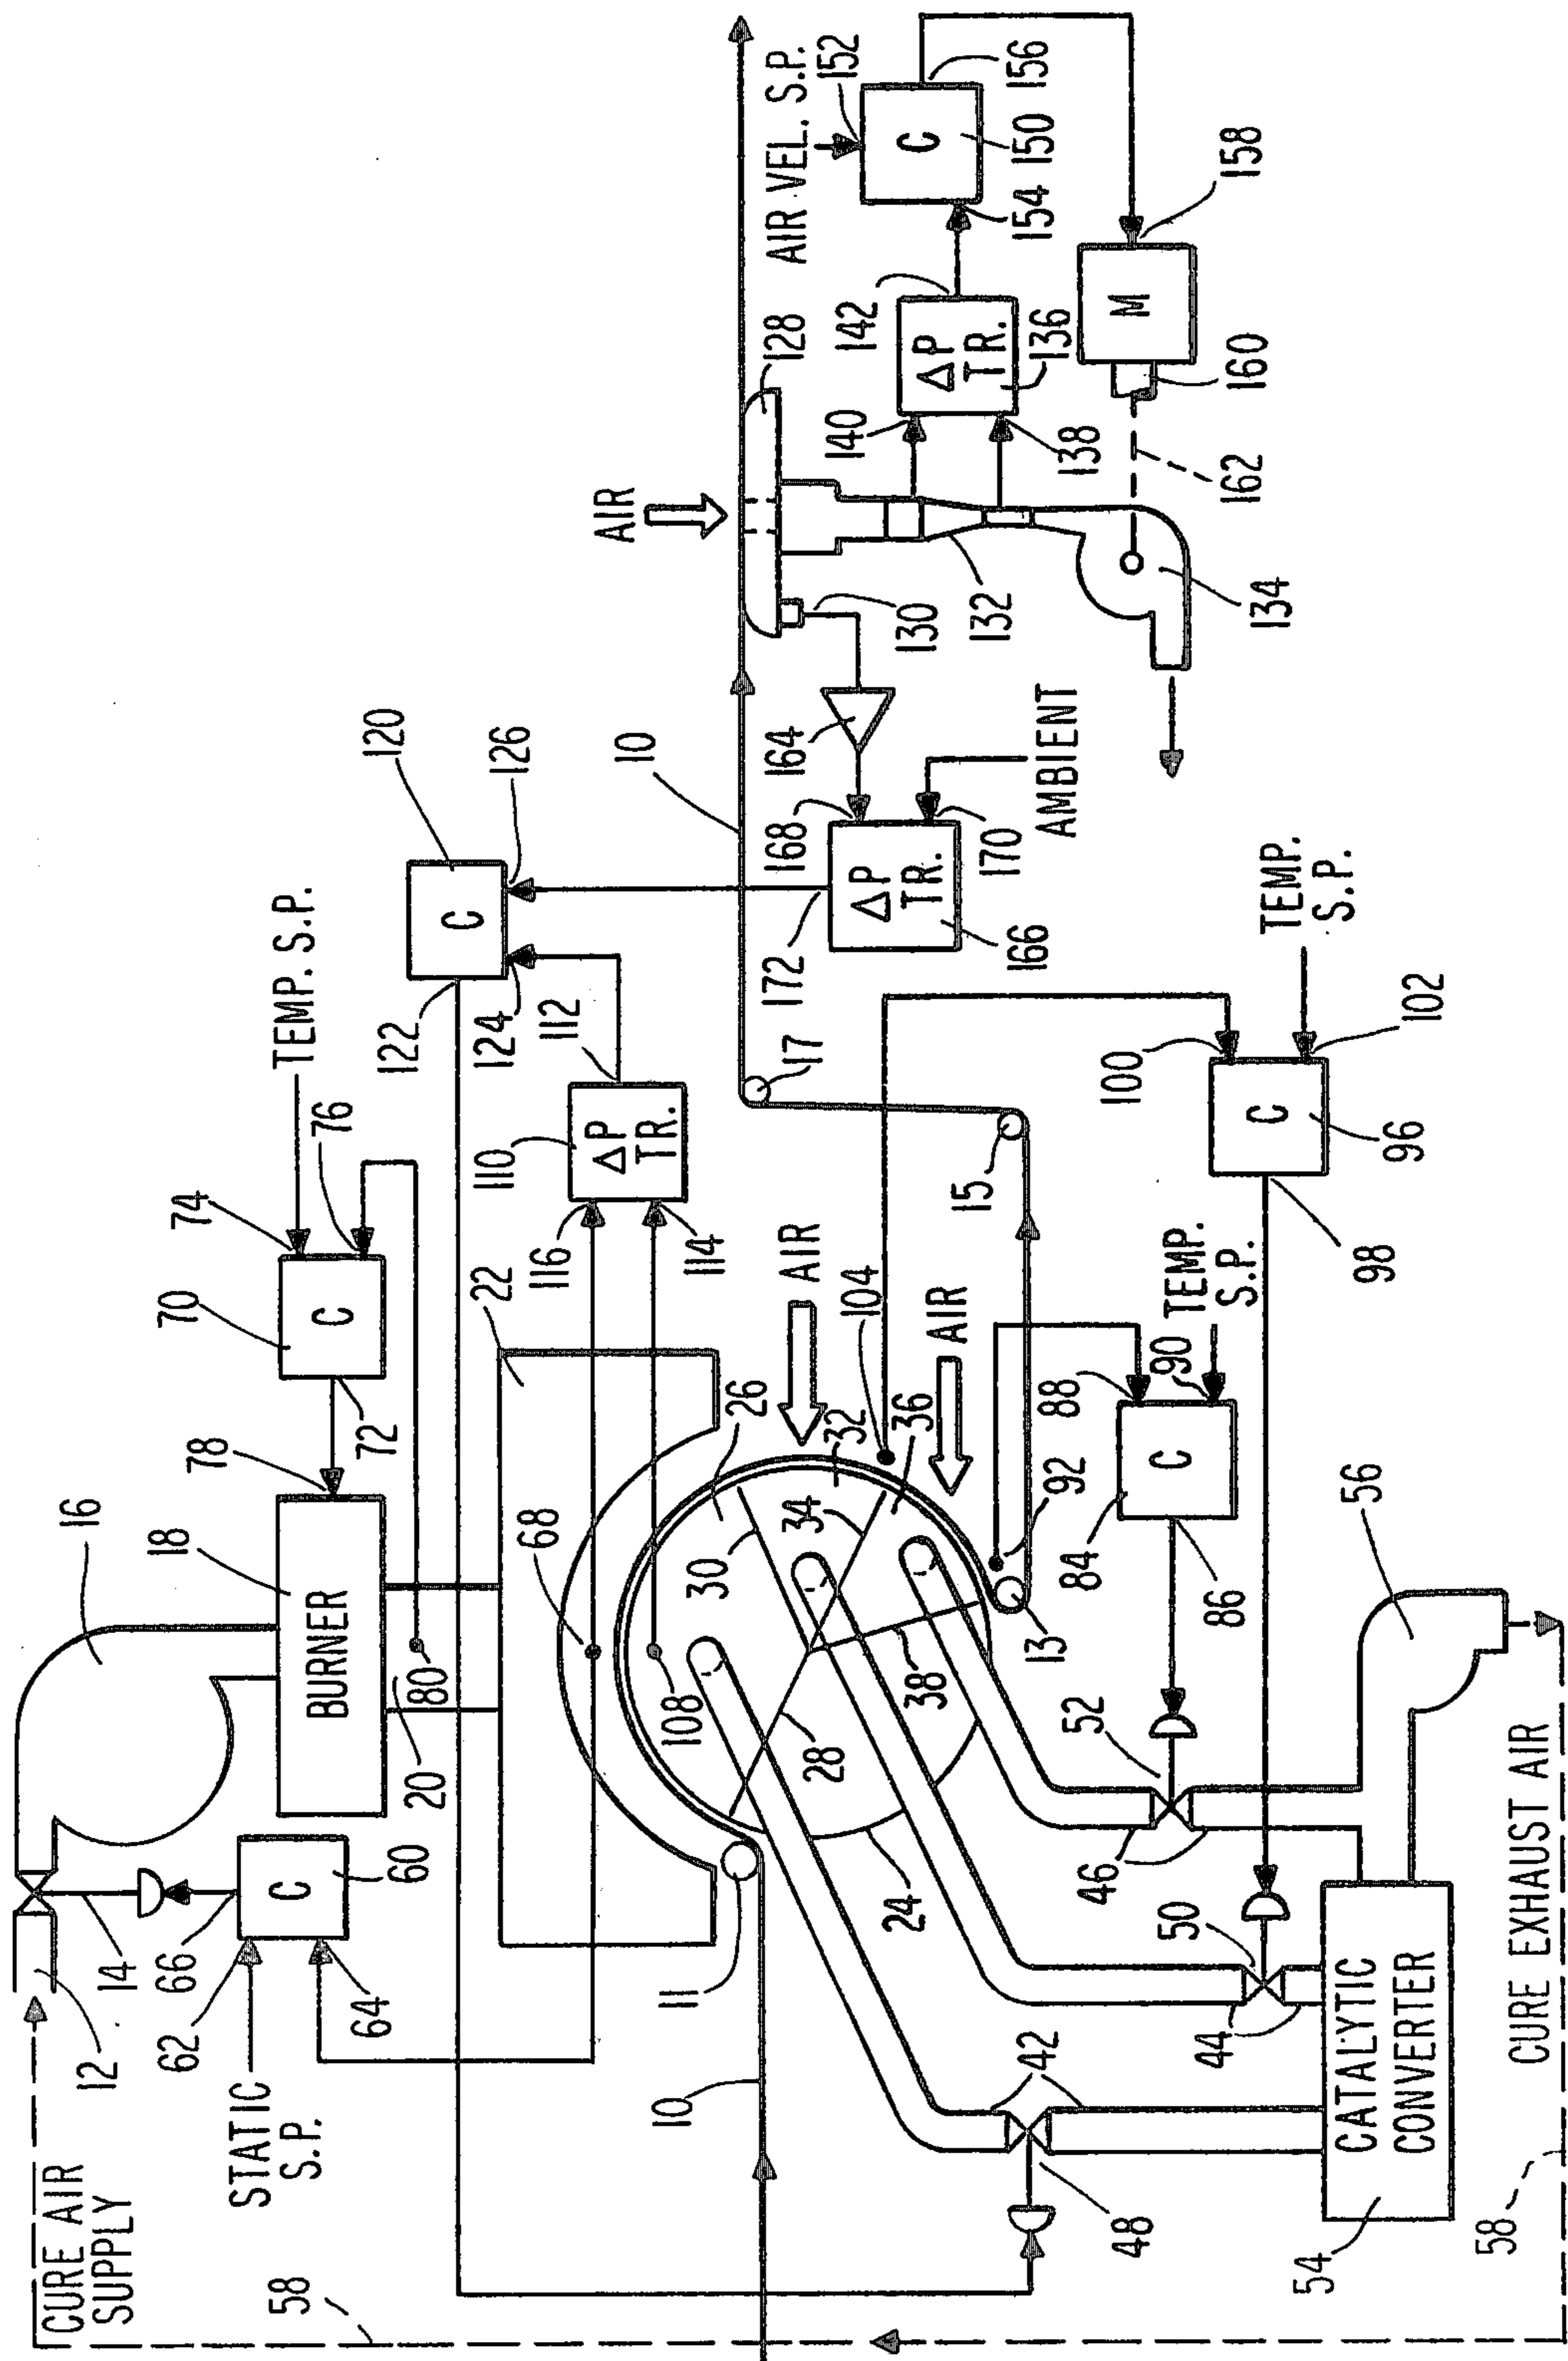 CURE AIR
SUPPLY
58
12
14
62
66
64
STATIC
S.P.
C
60
16
18
BURNER
20
80
78
72
70
C
74
76
TEMP. S.P.
122
120
C
124
126
22
68
108
116
114
110
ΔP
TR.
112
10
11
26
30
28
34
32
36
38
24
13
AIR
AIR
104
92
15
17
10
172
ΔP
TR.
166
168
170
AMBIENT
164
AIR
128
130
132
134
140
138
ΔP
TR.
136
142
AIR VEL. S.P.
152
C
150
154
156
M
158
160
162
88
90
TEMP.
S.P.
C
84
86
100
102
TEMP.
S.P.
C
96
98
42
44
46
48
50
52
CATALYTIC
CONVERTER
54
56
CURE EXHAUST AIR
58